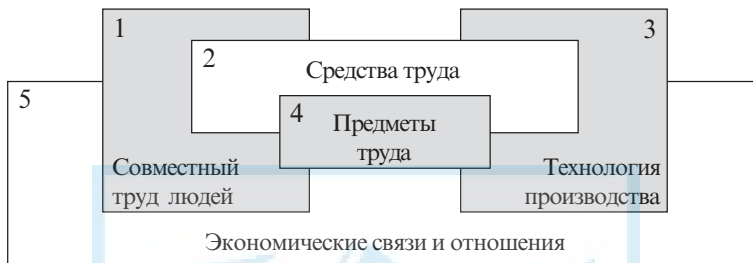 1
3
2
Средства труда
5
4
Предметы
труда
Совместный
труд людей
Технология
производства
Экономические связи и отношения